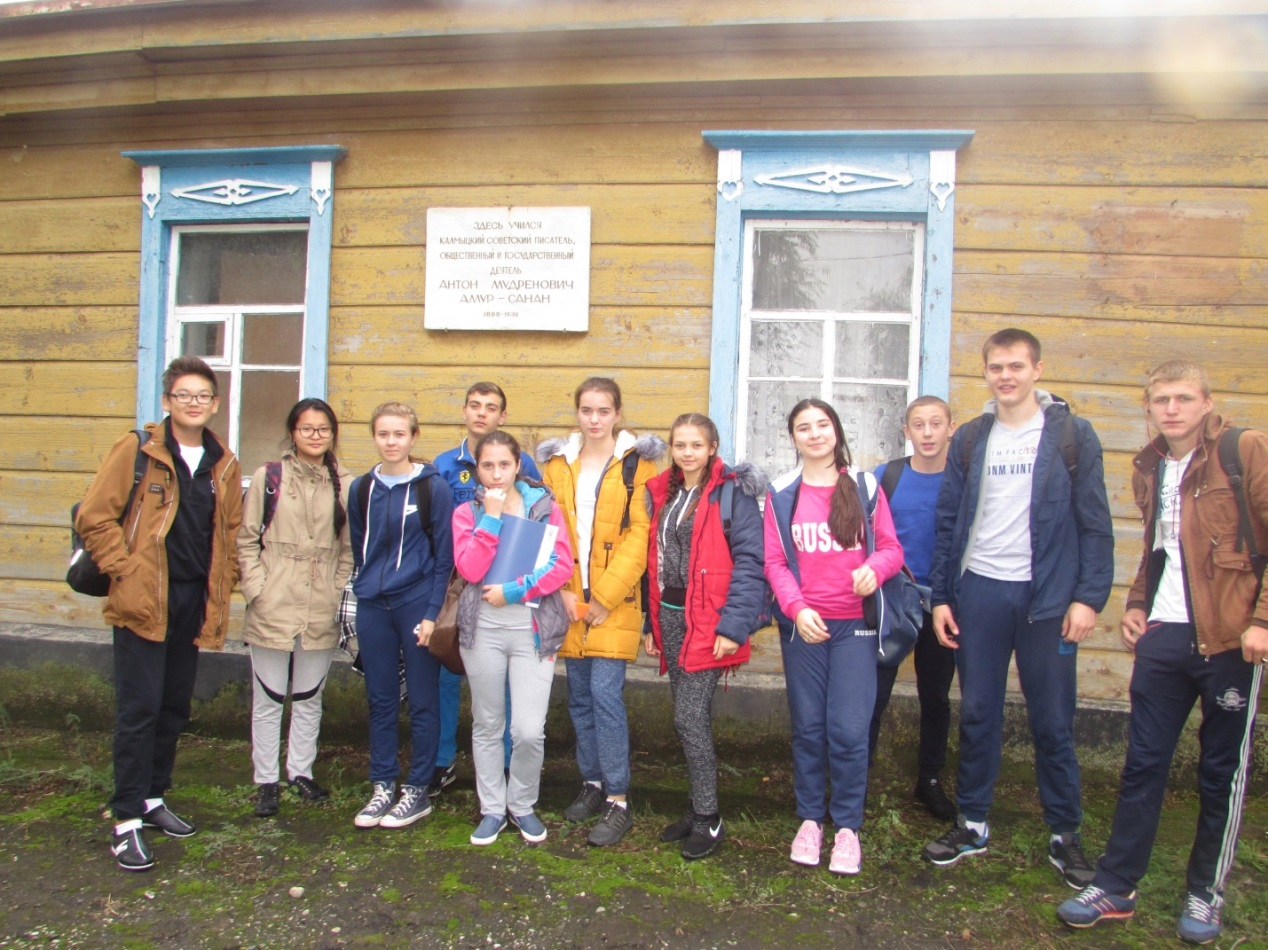 ЗДЕСЬ УЧИЛСЯ
КАЛМЫЦКИЙ СОВЕТСКИЙ ПИСАТЕЛЬ,
ОБЩЕСТВЕННЫЙ И ГОСУДАРСТВЕННЫЙ
ДЕЯТЕЛЬ
АНТОН МУДРЕНОВИЧ
АМУР – САНАН
RUSSIA